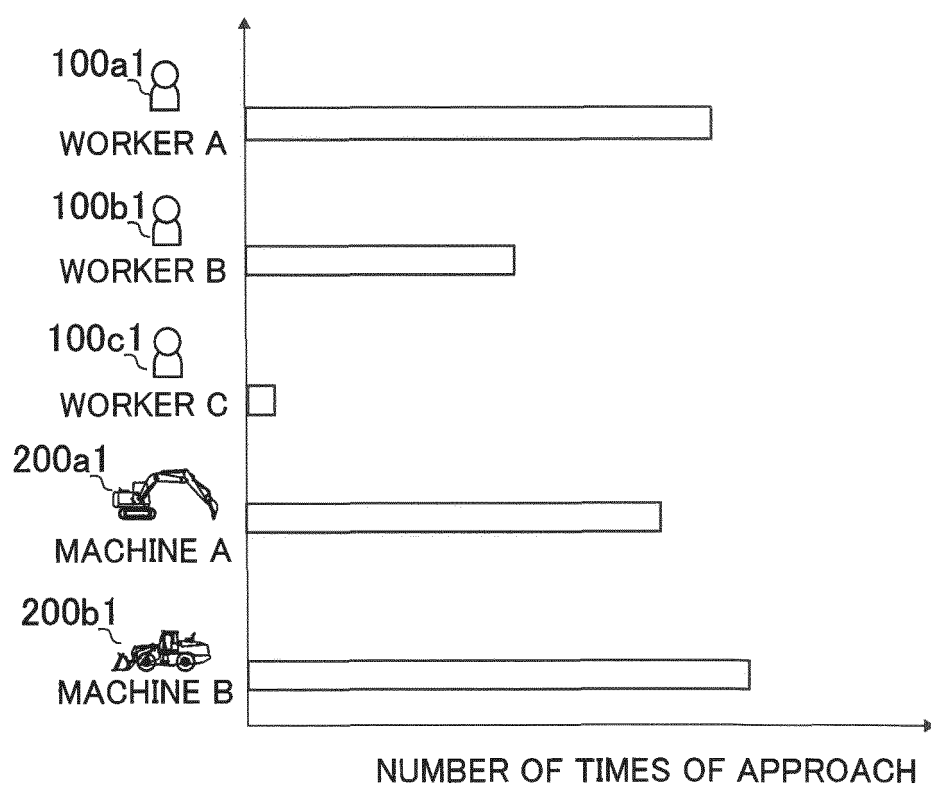 100a1
WORKER A
100b1
WORKER B
100c1
WORKER C
200a1
MACHINE A
200b1
MACHINE B
NUMBER OF TIMES OF APPROACH